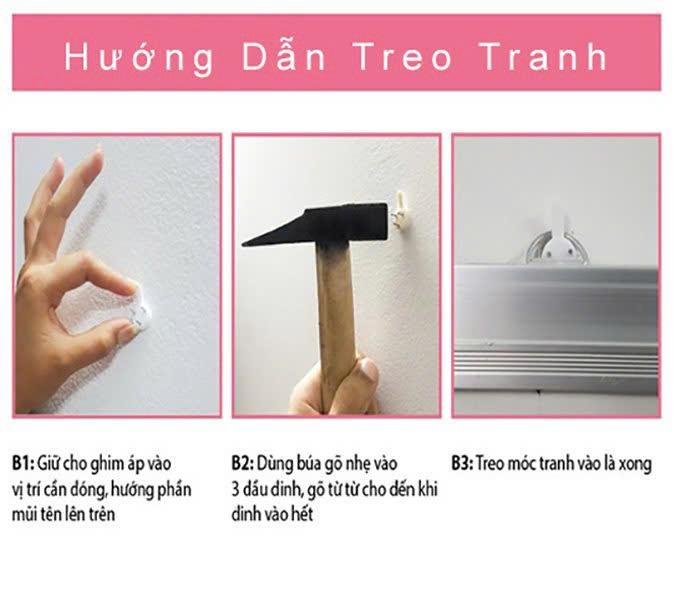 Hướng Dẫn Treo Tranh
B1: Giữ cho ghim áp vào
vị trí cần đóng, hướng phần
mũi tên lên trên
B2: Dùng búa gõ nhẹ vào
3 đầu đinh, gõ từ từ cho đến khi
đinh vào hết
B3: Treo móc tranh vào là xong